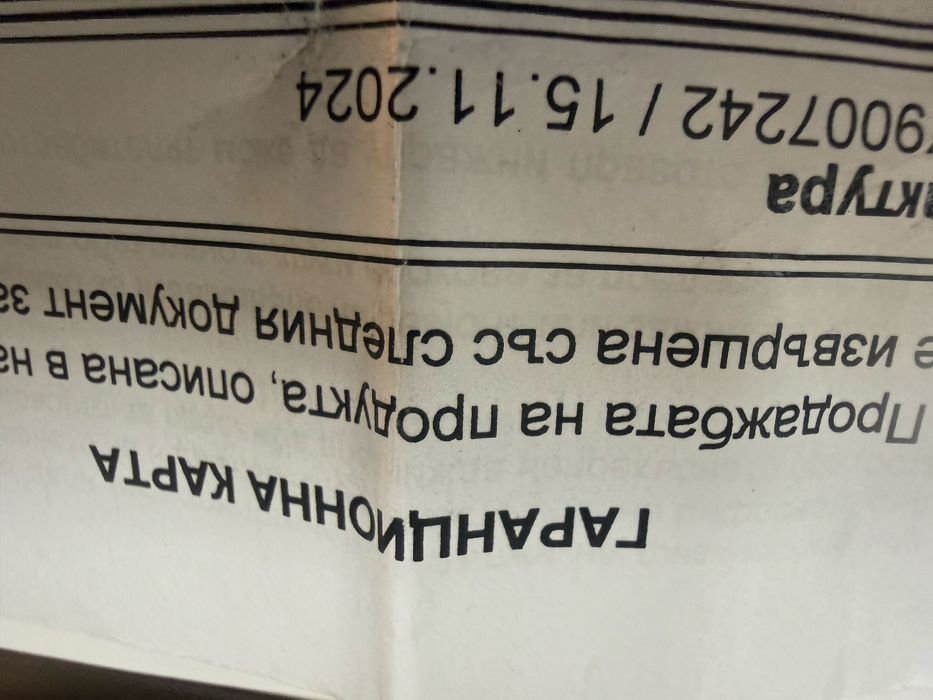 ГАРАНЦИОННА КАРТА
Продажбата на продукта, описана в на
е извършена със следния документ за
ктура
9007242 / 15.11.2024